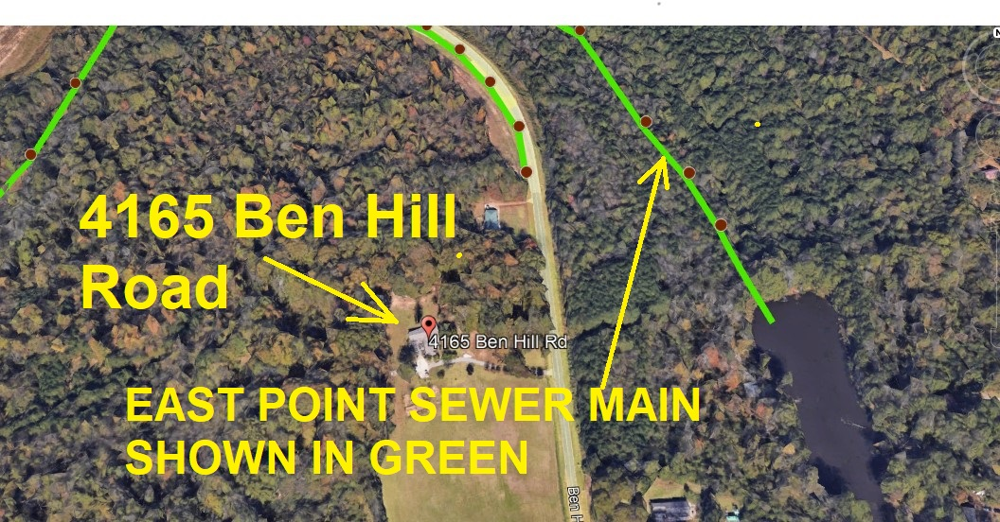 N
4165 Ben Hill
Road
4165 Ben Hill Rd
EAST POINT SEWER MAIN
SHOWN IN GREEN
Ben H